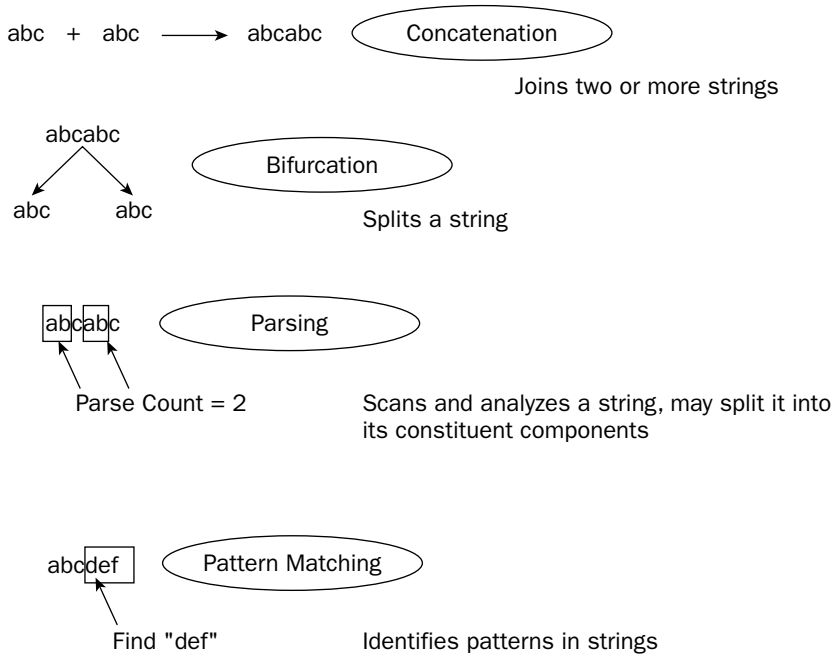 abc + abc abcabc Concatenation
Joins two or more strings
abcabc
Bifurcation
abc abc
Splits a string
abcabc Parsing
Parse Count = 2 Scans and analyzes a string, may split it into
its constituent components
abcdef Pattern Matching
Find "def" Identifies patterns in strings